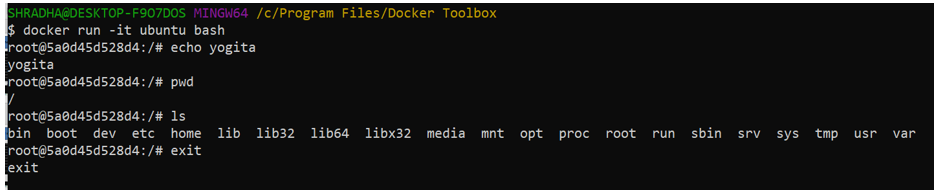 SHRADHA@DESKTOP-F9O7DOS MINGW64 /c/Program Files/Docker Toolbox
$ docker run -it ubuntu bash
root@5a0d45d528d4:/# echo yogita
yogita
root@5a0d45d528d4:/# pwd
/
root@5a0d45d528d4:/# ls
bin  boot  dev  etc  home  lib  lib32  lib64  libx32  media  mnt  opt  proc  root  run  sbin  srv  sys  tmp  usr  var
root@5a0d45d528d4:/# exit
exit